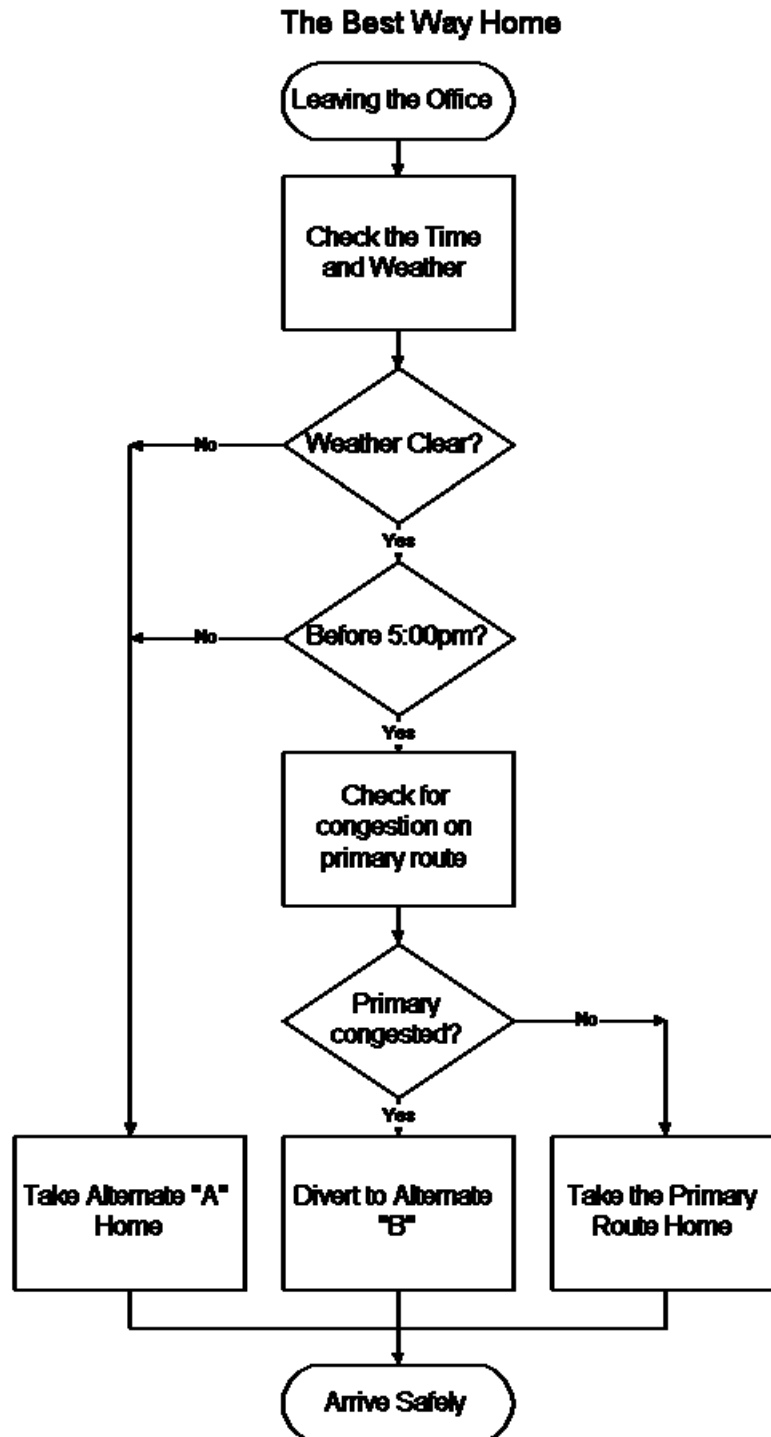 The Best Way Home
Leaving the Office
Check the Time
and Weather
Weather Clear?
No
Yes
Before 5:00pm?
No
Yes
Check for
congestion on
primary route
Primary
congested?
No
Yes
Take Alternate "A"
Home
Divert to Alternate
"B"
Take the Primary
Route Home
Arrive Safely